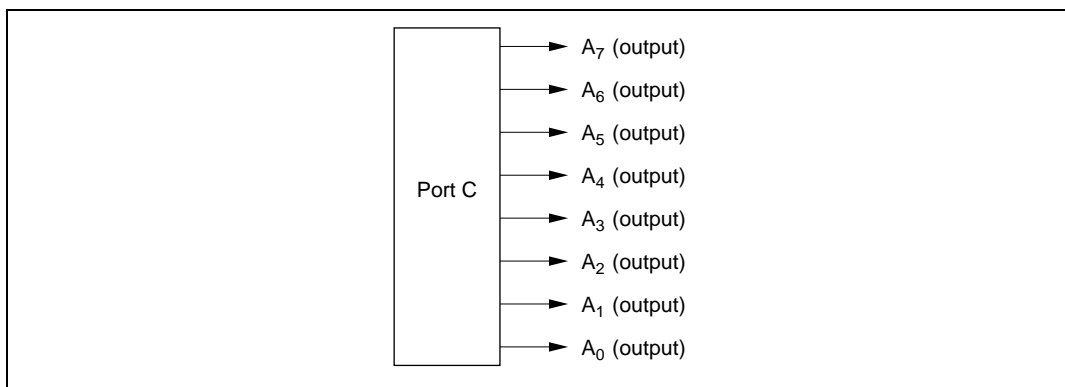 A7 (output)
A6 (output)
A5 (output)
A4 (output)
Port C
A3 (output)
A2 (output)
A1 (output)
A0 (output)